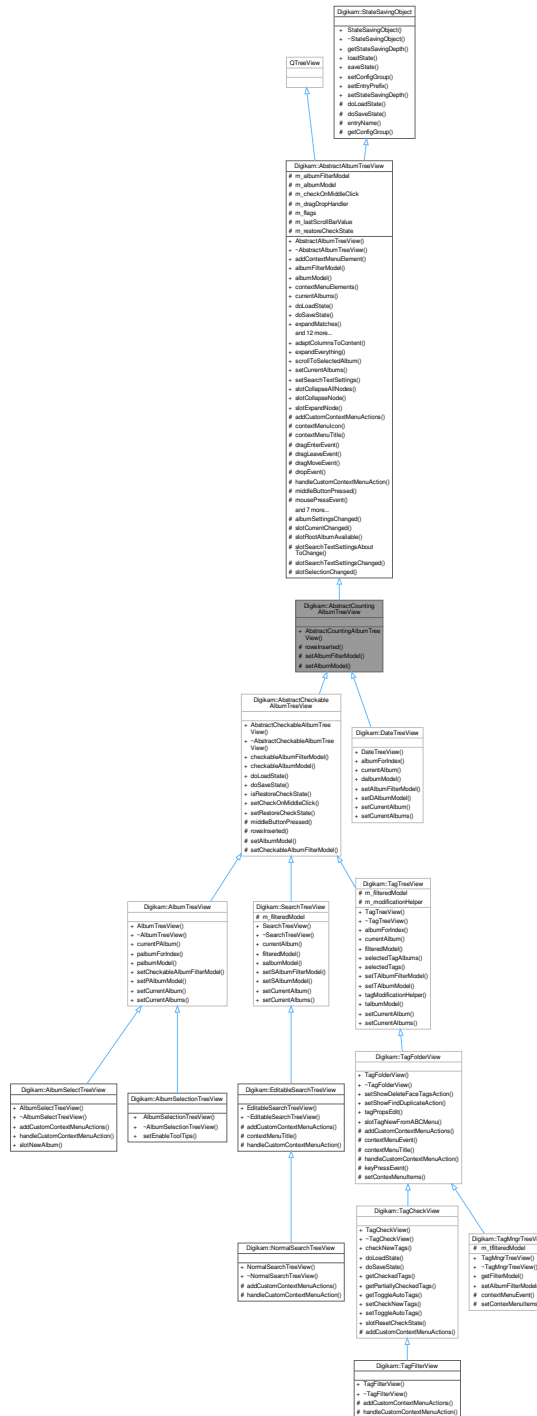 Digikam::StateSavingObject
+ StateSavingObject()
+ ~StateSavingObject()
+ getStateSavingDepth()
+ loadState()
+ saveState()
+ setConfigGroup()
+ setEntryPrefix()
+ setStateSavingDepth()
# doLoadState()
# doSaveState()
# entryName()
# getConfigGroup()
QTreeView
Digikam::AbstractAlbumTreeView
# m_albumFilterModel
# m_albumModel
# m_checkOnMiddleClick
# m_dragDropHandler
# m_flags
# m_lastScrollBarValue
# m_restoreCheckState
+ AbstractAlbumTreeView()
+ ~AbstractAlbumTreeView()
+ addContextMenuElement()
+ albumFilterModel()
+ albumModel()
+ contextMenuElements()
+ currentAlbums()
+ doLoadState()
+ doSaveState()
+ expandMatches()
and 12 more...
+ adaptColumnsToContent()
+ expandEverything()
+ scrollToSelectedAlbum()
+ setCurrentAlbums()
+ setSearchTextSettings()
+ slotCollapseAllNodes()
+ slotCollapseNode()
+ slotExpandNode()
# addCustomContextMenuActions()
# contextMenuIcon()
# contextMenuTitle()
# dragEnterEvent()
# dragLeaveEvent()
# dragMoveEvent()
# dropEvent()
# handleCustomContextMenuAction()
# middleButtonPressed()
# mousePressEvent()
and 7 more...
# albumSettingsChanged()
# slotCurrentChanged()
# slotRootAlbumAvailable()
# slotSearchTextSettingsAbout
ToChange()
# slotSearchTextSettingsChanged()
# slotSelectionChanged()
Digikam::AbstractCounting
AlbumTreeView
+ AbstractCountingAlbumTree
View()
# rowsInserted()
# setAlbumFilterModel()
# setAlbumModel()
Digikam::AbstractCheckable
AlbumTreeView
+ AbstractCheckableAlbumTree
View()
+ ~AbstractCheckableAlbumTree
View()
+ checkableAlbumFilterModel()
+ checkableAlbumModel()
+ doLoadState()
+ doSaveState()
+ isRestoreCheckState()
+ setCheckOnMiddleClick()
+ setRestoreCheckState()
# middleButtonPressed()
# rowsInserted()
# setAlbumModel()
# setCheckableAlbumFilterModel()
Digikam::DateTreeView
+ DateTreeView()
+ albumForIndex()
+ currentAlbum()
+ dalbumModel()
+ setAlbumFilterModel()
+ setDAlbumModel()
+ setCurrentAlbum()
+ setCurrentAlbums()
Digikam::AlbumTreeView
+ AlbumTreeView()
+ ~AlbumTreeView()
+ currentPAlbum()
+ palbumForIndex()
+ palbumModel()
+ setCheckableAlbumFilterModel()
+ setPAlbumModel()
+ setCurrentAlbum()
+ setCurrentAlbums()
Digikam::SearchTreeView
# m_filteredModel
+ SearchTreeView()
+ ~SearchTreeView()
+ currentAlbum()
+ filteredModel()
+ salbumModel()
+ setSAlbumFilterModel()
+ setSAlbumModel()
+ setCurrentAlbum()
+ setCurrentAlbums()
Digikam::TagTreeView
# m_filteredModel
# m_modificationHelper
+ TagTreeView()
+ ~TagTreeView()
+ albumForIndex()
+ currentAlbum()
+ filteredModel()
+ selectedTagAlbums()
+ selectedTags()
+ setTAlbumFilterModel()
+ setTAlbumModel()
+ tagModificationHelper()
+ talbumModel()
+ setCurrentAlbum()
+ setCurrentAlbums()
Digikam::AlbumSelectTreeView
+ AlbumSelectTreeView()
+ ~AlbumSelectTreeView()
+ addCustomContextMenuActions()
+ handleCustomContextMenuAction()
+ slotNewAlbum()
Digikam::AlbumSelectionTreeView
+ AlbumSelectionTreeView()
+ ~AlbumSelectionTreeView()
+ setEnableToolTips()
Digikam::EditableSearchTreeView
+ EditableSearchTreeView()
+ ~EditableSearchTreeView()
# addCustomContextMenuActions()
# contextMenuTitle()
# handleCustomContextMenuAction()
Digikam::TagFolderView
+ TagFolderView()
+ ~TagFolderView()
+ setShowDeleteFaceTagsAction()
+ setShowFindDuplicateAction()
+ tagPropsEdit()
+ slotTagNewFromABCMenu()
# addCustomContextMenuActions()
# contextMenuEvent()
# contextMenuTitle()
# handleCustomContextMenuAction()
# keyPressEvent()
# setContexMenuItems()
Digikam::NormalSearchTreeView
+ NormalSearchTreeView()
+ ~NormalSearchTreeView()
# addCustomContextMenuActions()
# handleCustomContextMenuAction()
Digikam::TagCheckView
+ TagCheckView()
+ ~TagCheckView()
+ checkNewTags()
+ doLoadState()
+ doSaveState()
+ getCheckedTags()
+ getPartiallyCheckedTags()
+ getToggleAutoTags()
+ setCheckNewTags()
+ setToggleAutoTags()
+ slotResetCheckState()
# addCustomContextMenuActions()
Digikam::TagMngrTreeVie
# m_tfilteredModel
+ TagMngrTreeView()
+ ~TagMngrTreeView()
+ getFilterModel()
+ setAlbumFilterModel
# contextMenuEvent()
# setContexMenuItems
Digikam::TagFilterView
+ TagFilterView()
+ ~TagFilterView()
# addCustomContextMenuActions()
# handleCustomContextMenuAction()